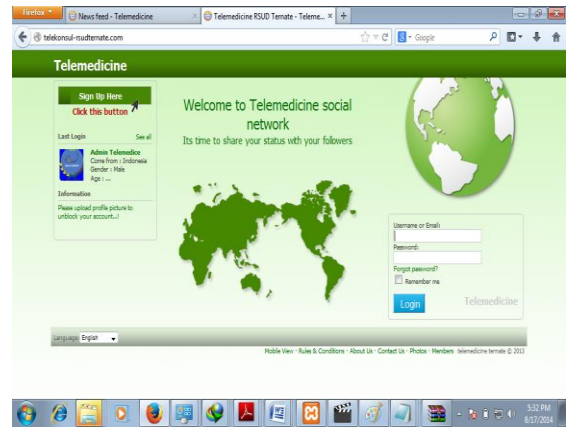 Firefox
News feed - Telemedicine
Telemedicine RSUD Ternate - Teleme...
telekonsul-rsudternate.com
Google
Telemedicine
Sign Up Here
Click this button
Last Login See all
Admin Telemedice
Come from : Indonesia
Gender : Male
Age : ...
Information
Please upload profile picture to
unblock your account...!
Welcome to Telemedicine social
network
Its time to share your status with your followers
Username or Email:
Password:
Forgot password?
Remember me
Login
Telemedicine
Language: English
Mobile View · Rules & Conditions · About Us · Contact Us · Photos · Members telemedicine ternate © 2013
5:32 PM
8/17/2014